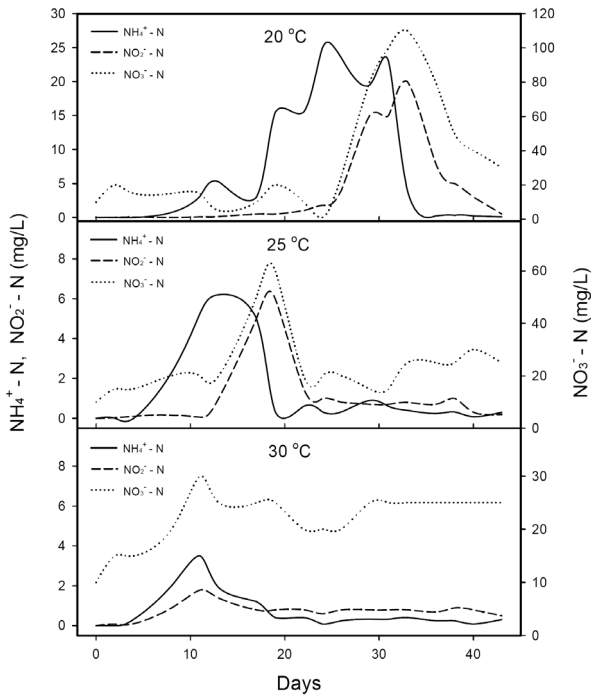 20 °C
NH₄⁺ - N
NO₂⁻ - N
NO₃⁻ - N
30
25
20
15
10
5
0
120
100
80
60
40
20
0
25 °C
NH₄⁺ - N
NO₂⁻ - N
NO₃⁻ - N
8
6
4
2
0
60
40
20
0
30 °C
NH₄⁺ - N
NO₂⁻ - N
NO₃⁻ - N
8
6
4
2
0
30
20
10
0
0 10 20 30 40
Days
NH₄⁺ - N, NO₂⁻ - N (mg/L)
NO₃⁻ - N (mg/L)